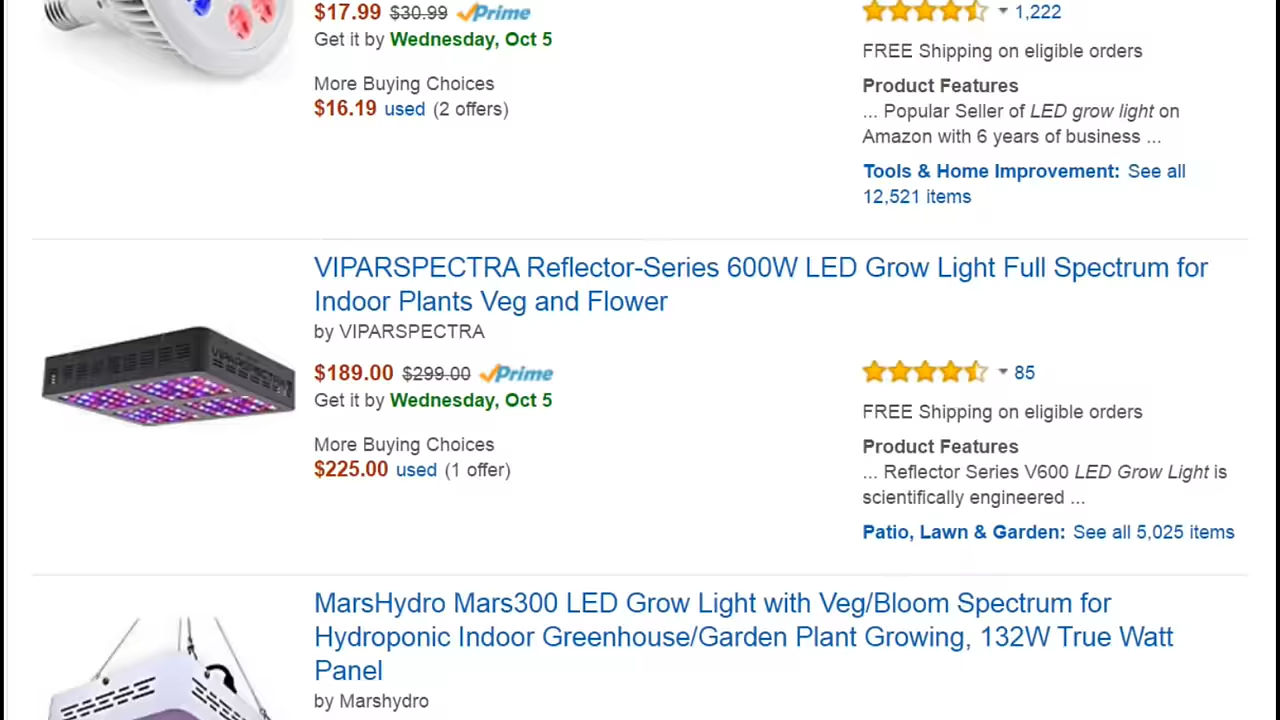 $17.99 $30.99 Prime
Get it by Wednesday, Oct 5
More Buying Choices
$16.19 used (2 offers)
1,222
FREE Shipping on eligible orders
Product Features
... Popular Seller of LED grow light on
Amazon with 6 years of business ...
Tools & Home Improvement: See all
12,521 items
VIPARSPECTRA Reflector-Series 600W LED Grow Light Full Spectrum for
Indoor Plants Veg and Flower
by VIPARSPECTRA
VIPARSPECTRA
$189.00 $299.00 Prime
Get it by Wednesday, Oct 5
More Buying Choices
$225.00 used (1 offer)
85
FREE Shipping on eligible orders
Product Features
... Reflector Series V600 LED Grow Light is
scientifically engineered ...
Patio, Lawn & Garden: See all 5,025 items
MarsHydro Mars300 LED Grow Light with Veg/Bloom Spectrum for
Hydroponic Indoor Greenhouse/Garden Plant Growing, 132W True Watt
Panel
by Marshydro